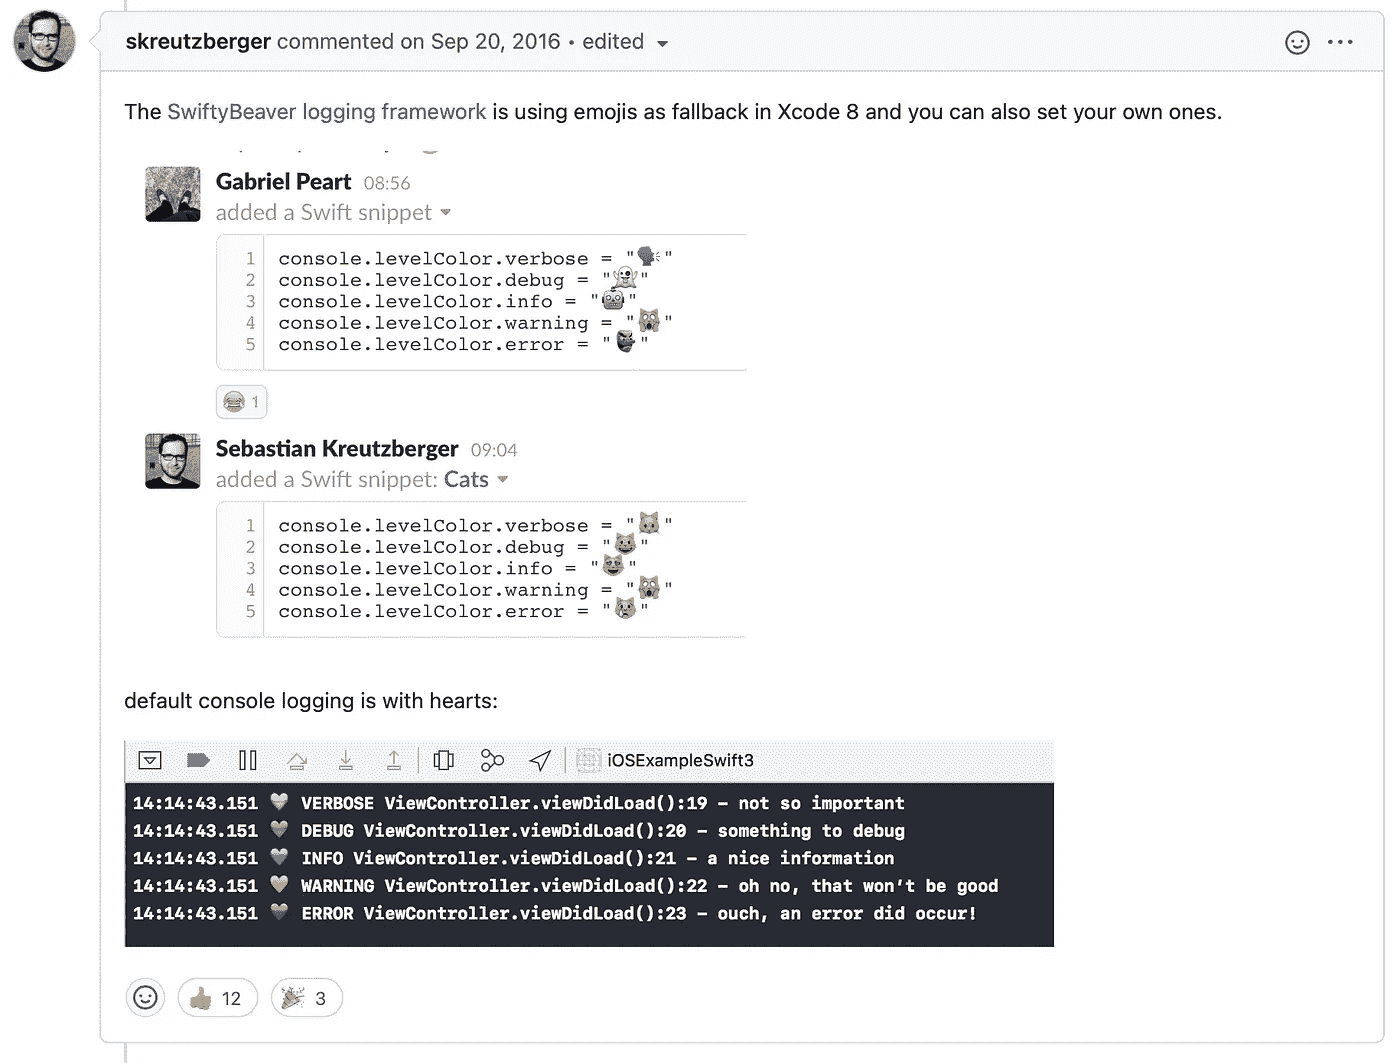 skreutzberger commented on Sep 20, 2016 • edited
The SwiftyBeaver logging framework is using emojis as fallback in Xcode 8 and you can also set your own ones.
Gabriel Peart 08:56
added a Swift snippet
1 console.levelColor.verbose = "🗣"
2 console.levelColor.debug = "👻"
3 console.levelColor.info = "🤖"
4 console.levelColor.warning = "🙀"
5 console.levelColor.error = "👺"
😂 1
Sebastian Kreutzberger 09:04
added a Swift snippet: Cats
1 console.levelColor.verbose = "🐱"
2 console.levelColor.debug = "😺"
3 console.levelColor.info = "😻"
4 console.levelColor.warning = "🙀"
5 console.levelColor.error = "😿"
default console logging is with hearts:
iOSExampleSwift3
14:14:43.151 💜 VERBOSE ViewController.viewDidLoad():19 – not so important
14:14:43.151 💚 DEBUG ViewController.viewDidLoad():20 – something to debug
14:14:43.151 💙 INFO ViewController.viewDidLoad():21 – a nice information
14:14:43.151 💛 WARNING ViewController.viewDidLoad():22 – oh no, that won’t be good
14:14:43.151 ❤️ ERROR ViewController.viewDidLoad():23 – ouch, an error did occur!
👍 12 🎉 3